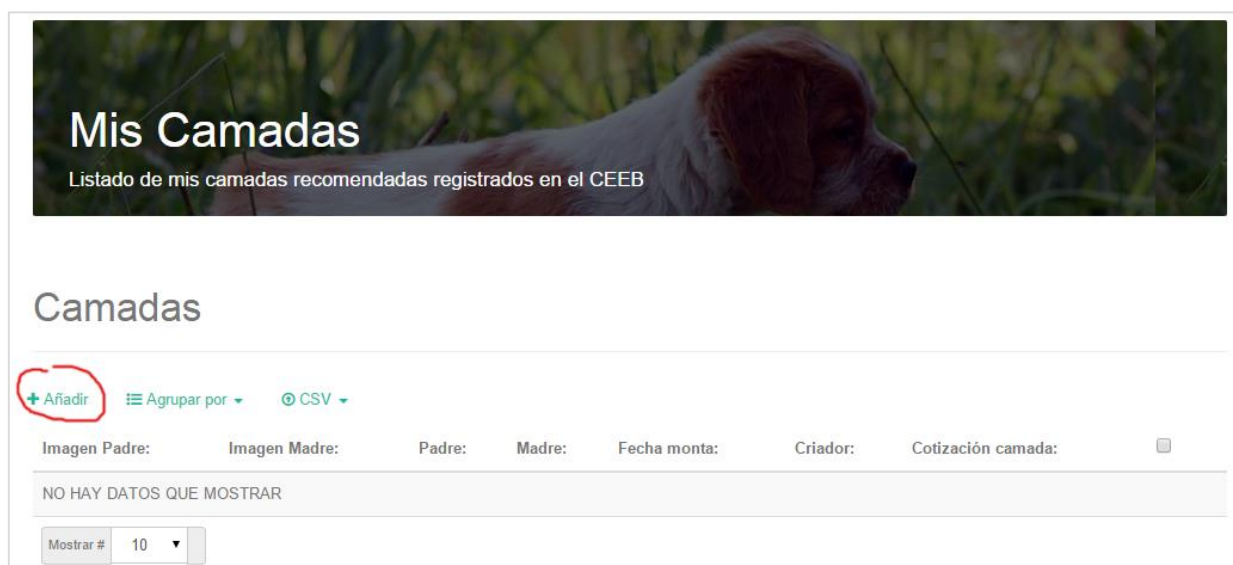 Mis Camadas
Listado de mis camadas recomendadas registrados en el CEEB
Camadas
+ Añadir Agrupar por CSV
Imagen Padre: Imagen Madre: Padre: Madre: Fecha monta: Criador: Cotización camada:
NO HAY DATOS QUE MOSTRAR
Mostrar # 10